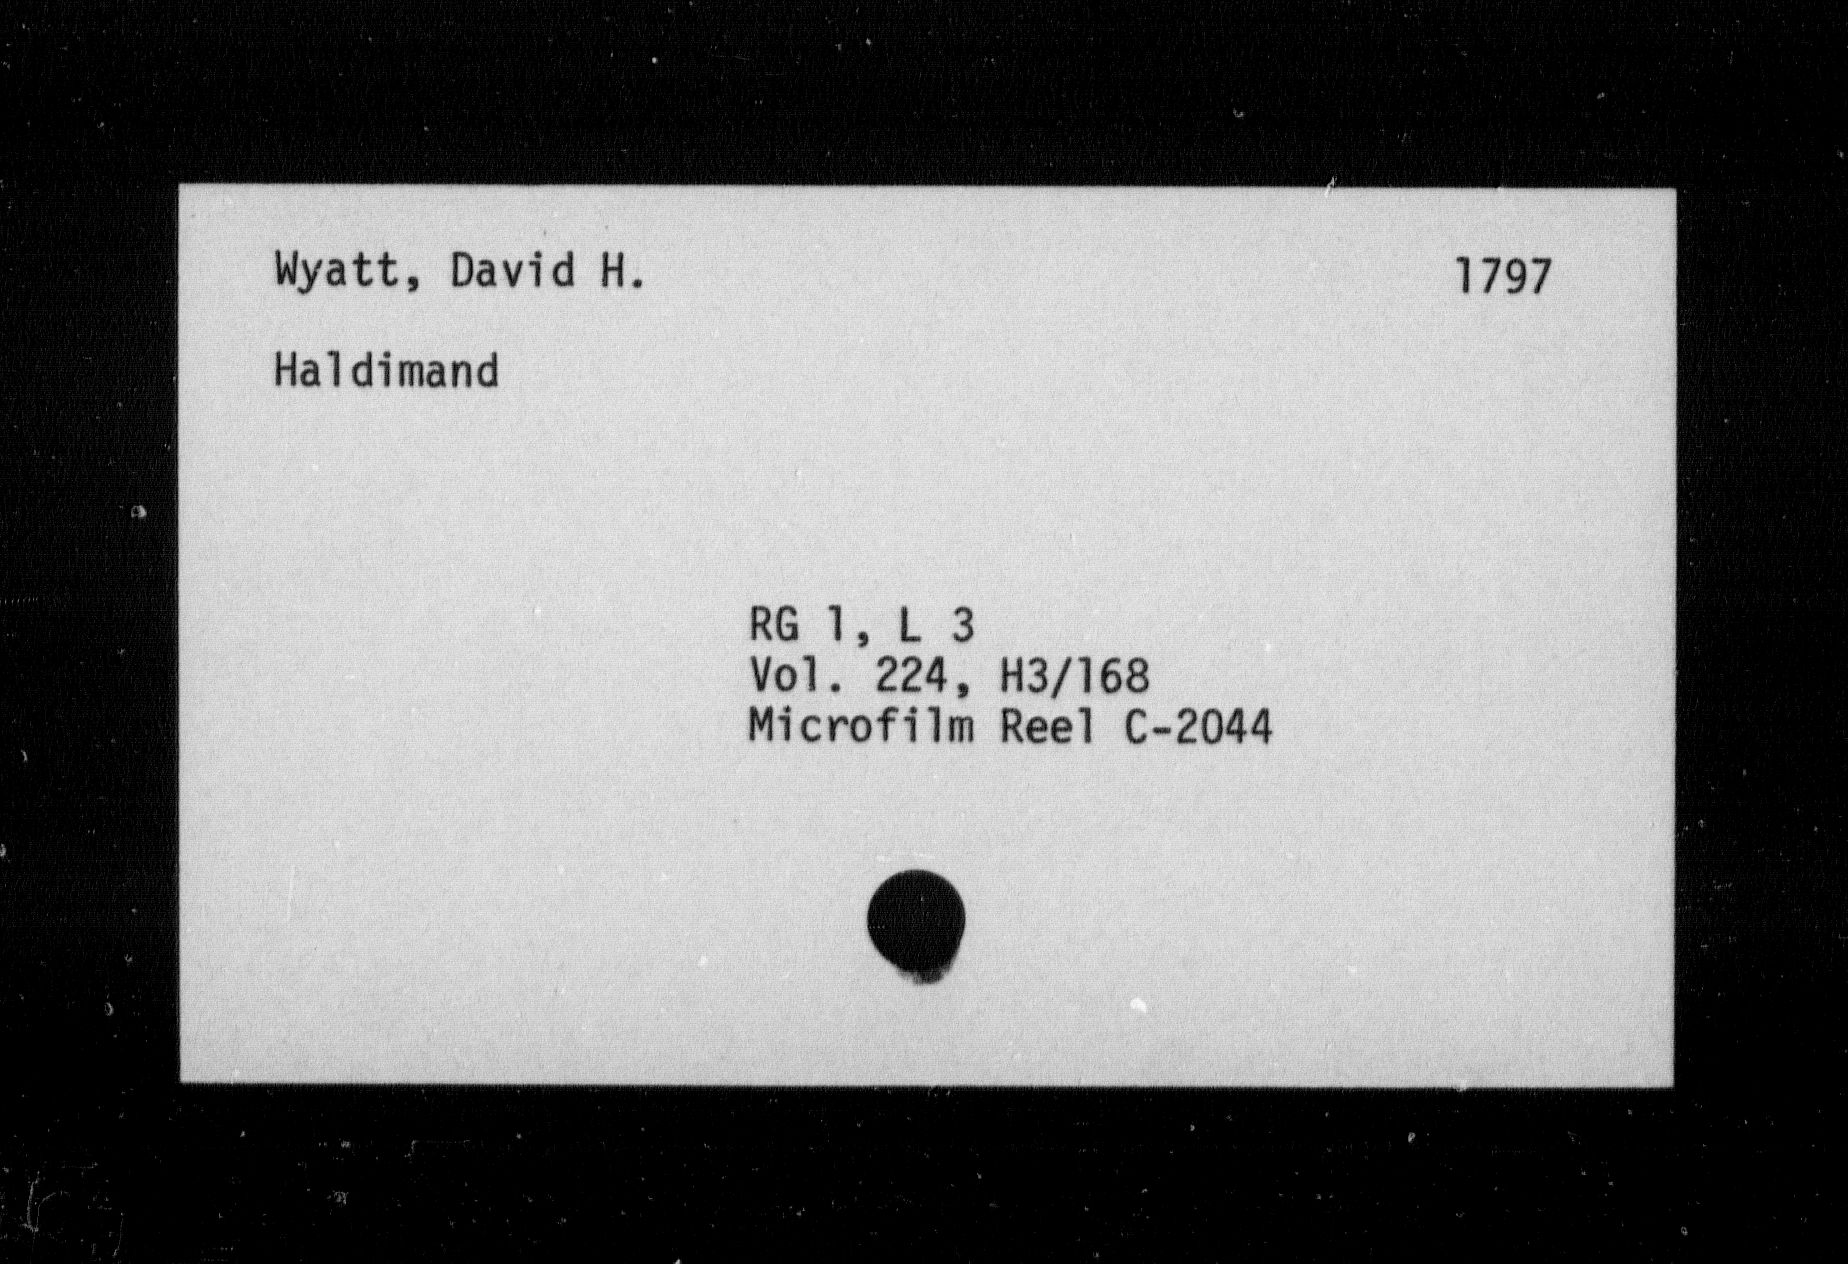 Wyatt, David H. 1797
Haldimand
RG 1, L 3
Vol. 224, H3/168
Microfilm Reel C-2044